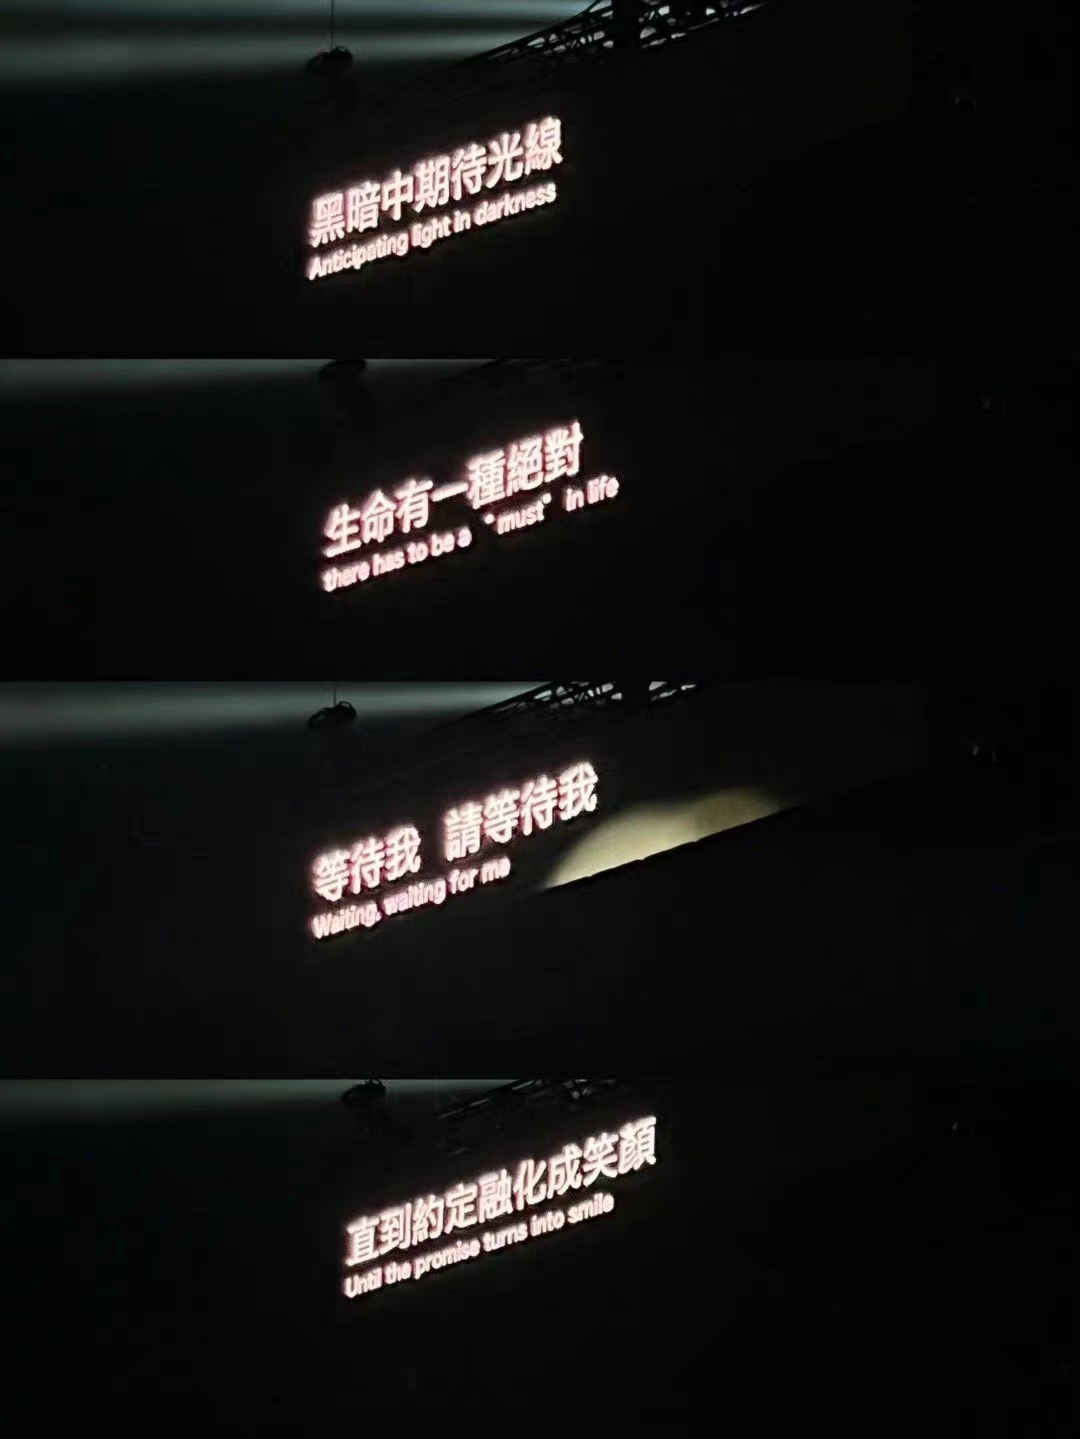 黑暗中期待光線
Anticipating light in darkness
生命有一種絕對
there has to be a "must" in life
等待我 請等待我
Waiting, waiting for me
直到約定融化成笑顏
Until the promise turns into smile